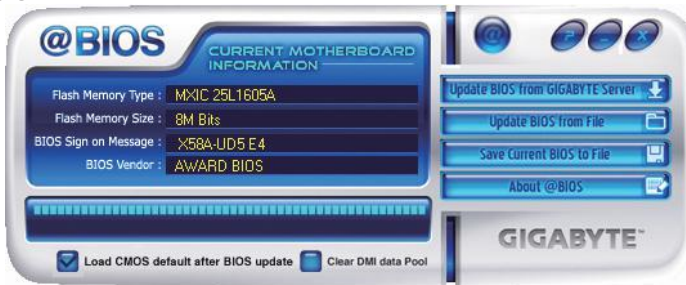 @BIOS
CURRENT MOTHERBOARD
INFORMATION
Flash Memory Type : MXIC 25L1605A
Flash Memory Size : 8M Bits
BIOS Sign on Message : X58A-UD5 E4
BIOS Vendor : AWARD BIOS
Load CMOS default after BIOS update
Clear DMI data Pool
@ ? – X
Update BIOS from GIGABYTE Server
Update BIOS from File
Save Current BIOS to File
About @BIOS
GIGABYTE™